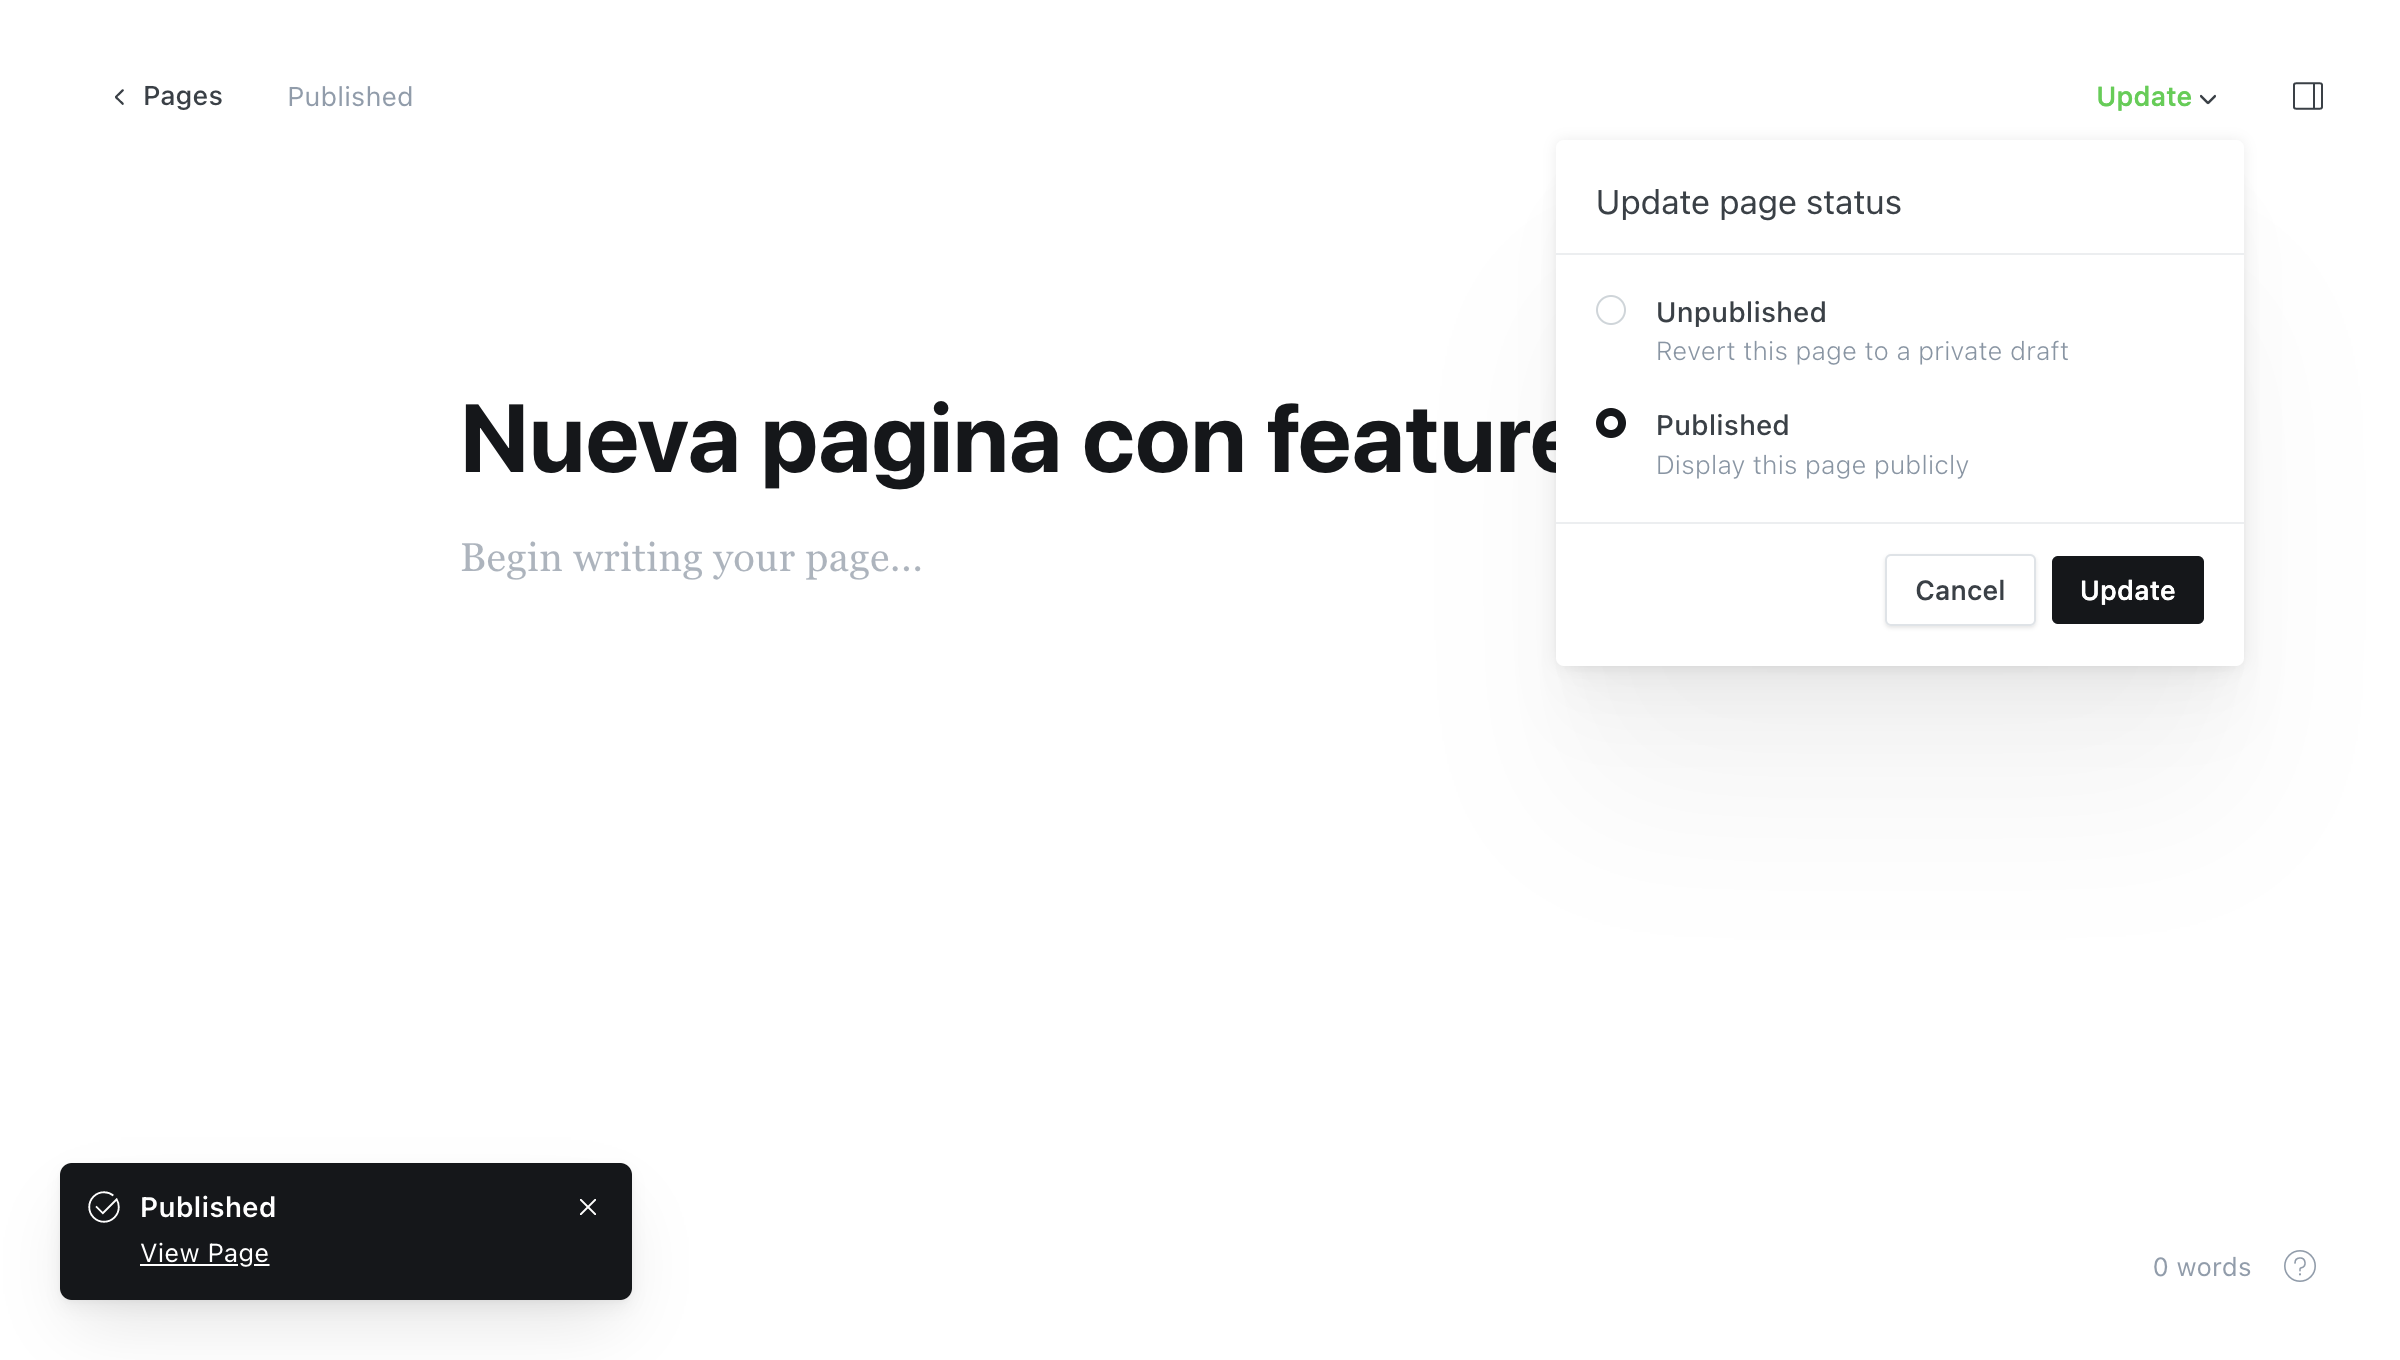 Pages
Published
Update
Update page status
Unpublished
Revert this page to a private draft
Published
Display this page publicly
Cancel
Update
Nueva pagina con feature
Begin writing your page...
Published
View Page
0 words
?